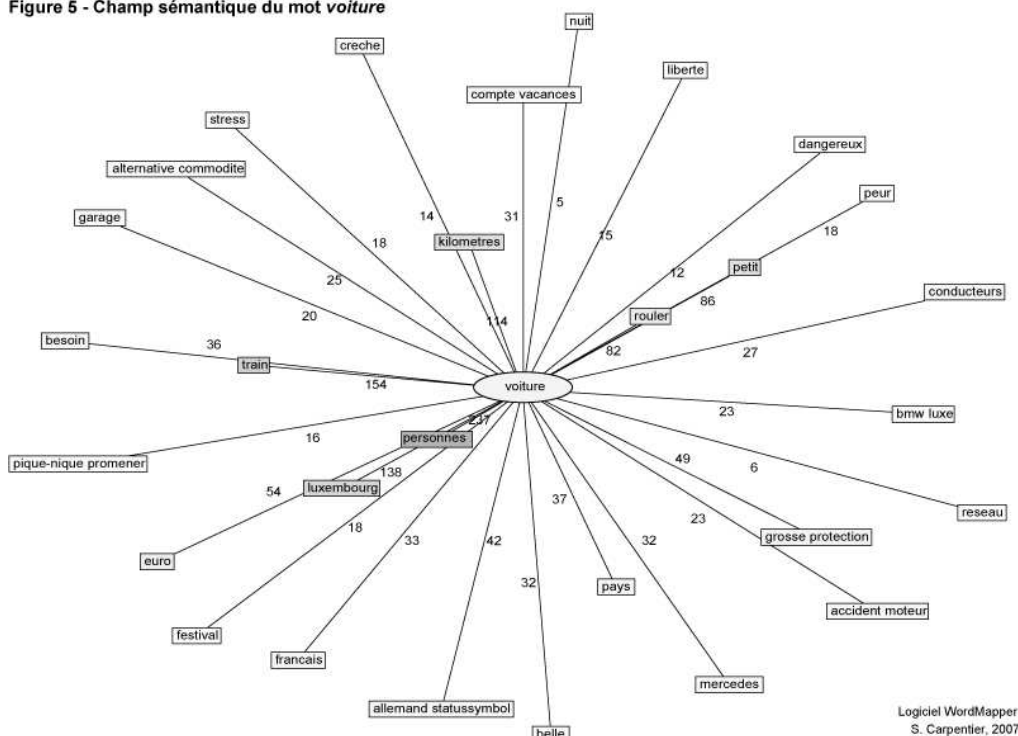 Figure 5 - Champ sémantique du mot voiture
nuit
creche
liberte
compte vacances
stress
dangereux
alternative commodite
peur
garage
5
14
31
18
15
18
kilometres
petit
12
25
conducteurs
86
20
rouler
114
besoin
36
82
27
train
154
voiture
23
bmw luxe
237
personnes
16
pique-nique promener
49
6
138
luxembourg
54
37
reseau
23
18
33
42
32
grosse protection
euro
32
pays
accident moteur
festival
francais
mercedes
allemand statussymbol
belle
Logiciel WordMapper
S. Carpentier, 2007